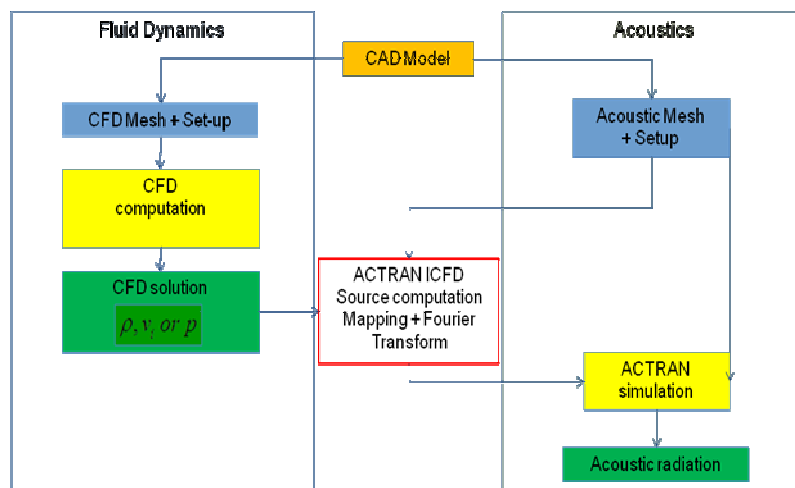 Fluid Dynamics
Acoustics
CAD Model
CFD Mesh + Set-up
Acoustic Mesh
+ Setup
CFD
computation
CFD solution
ρ, vᵢ or p
ACTRAN ICFD
Source computation
Mapping + Fourier
Transform
ACTRAN
simulation
Acoustic radiation